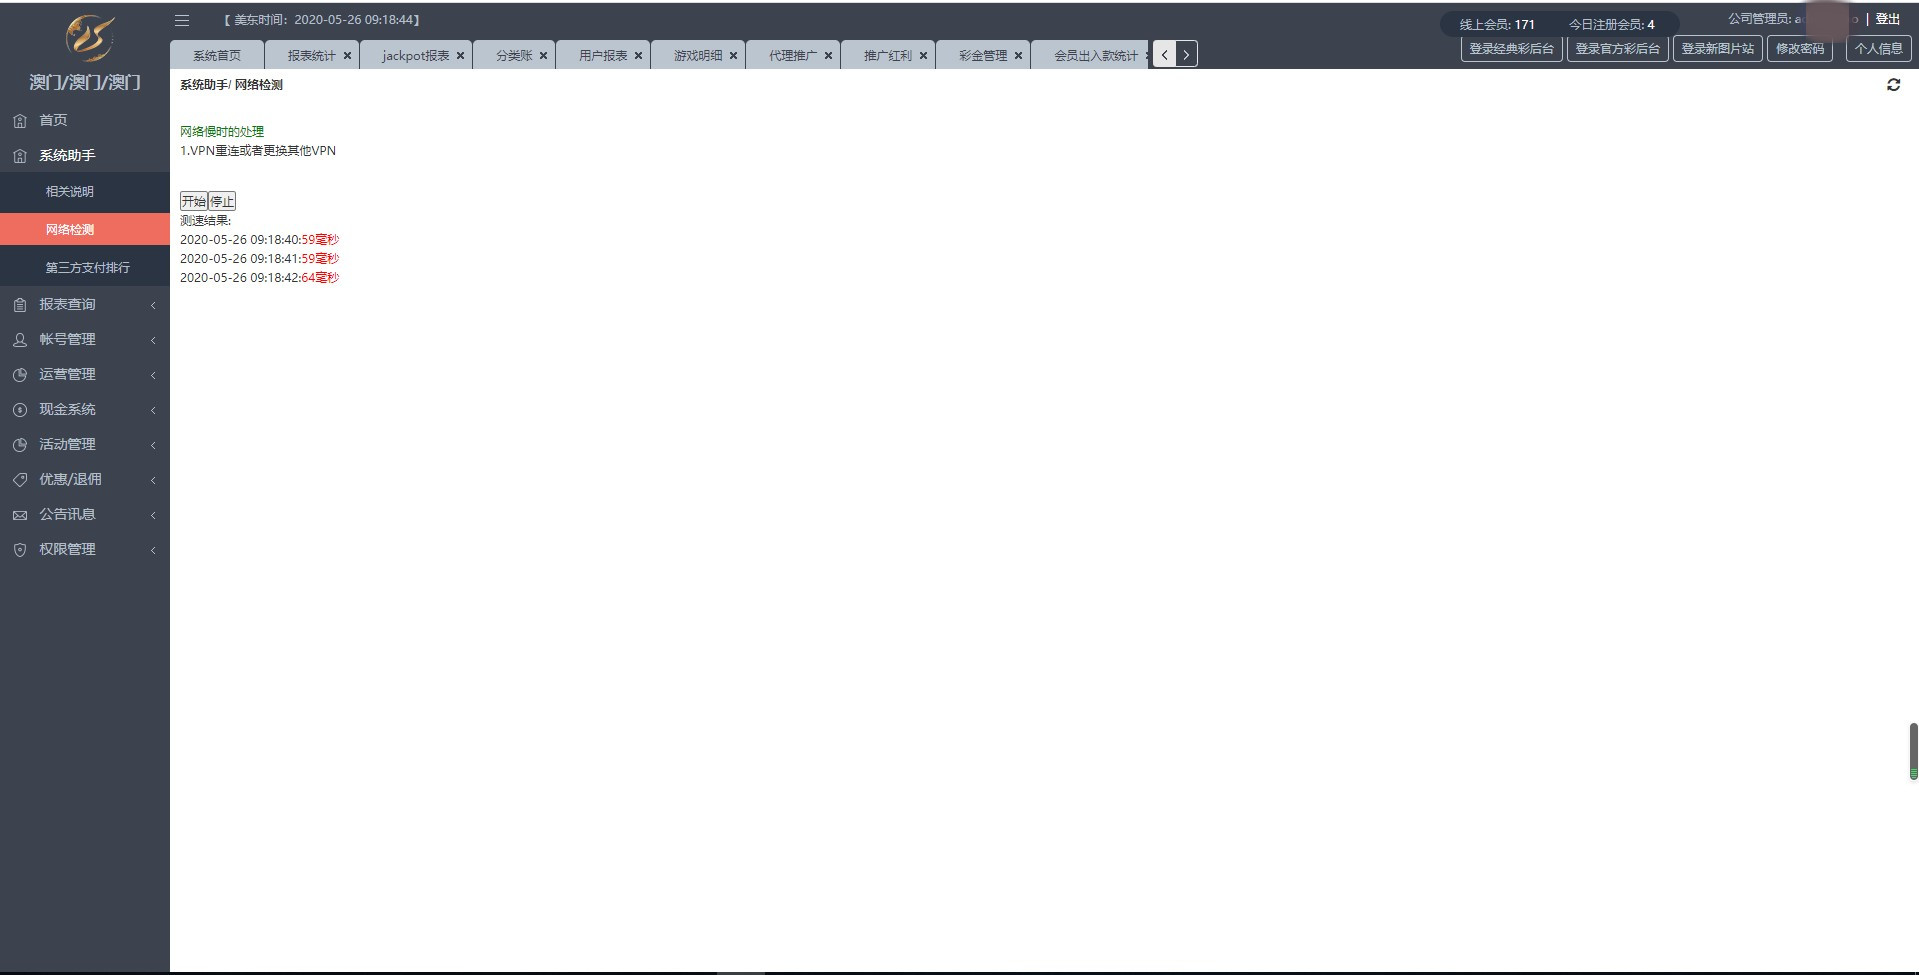 【 美东时间：2020-05-26 09:18:44】
线上会员: 171 今日注册会员: 4
公司管理员: | 登出
登录经典彩后台 登录官方彩后台 登录新图片站 修改密码 个人信息
系统首页 报表统计 jackpot报表 分类账 用户报表 游戏明细 代理推广 推广红利 彩金管理 会员出入款统计
澳门/澳门/澳门
首页
系统助手
相关说明
网络检测
第三方支付排行
报表查询
帐号管理
运营管理
现金系统
活动管理
优惠/退佣
公告讯息
权限管理
系统助手/ 网络检测
网络慢时的处理
1.VPN重连或者更换其他VPN
开始 停止
测速结果:
2020-05-26 09:18:40:59毫秒
2020-05-26 09:18:41:59毫秒
2020-05-26 09:18:42:64毫秒